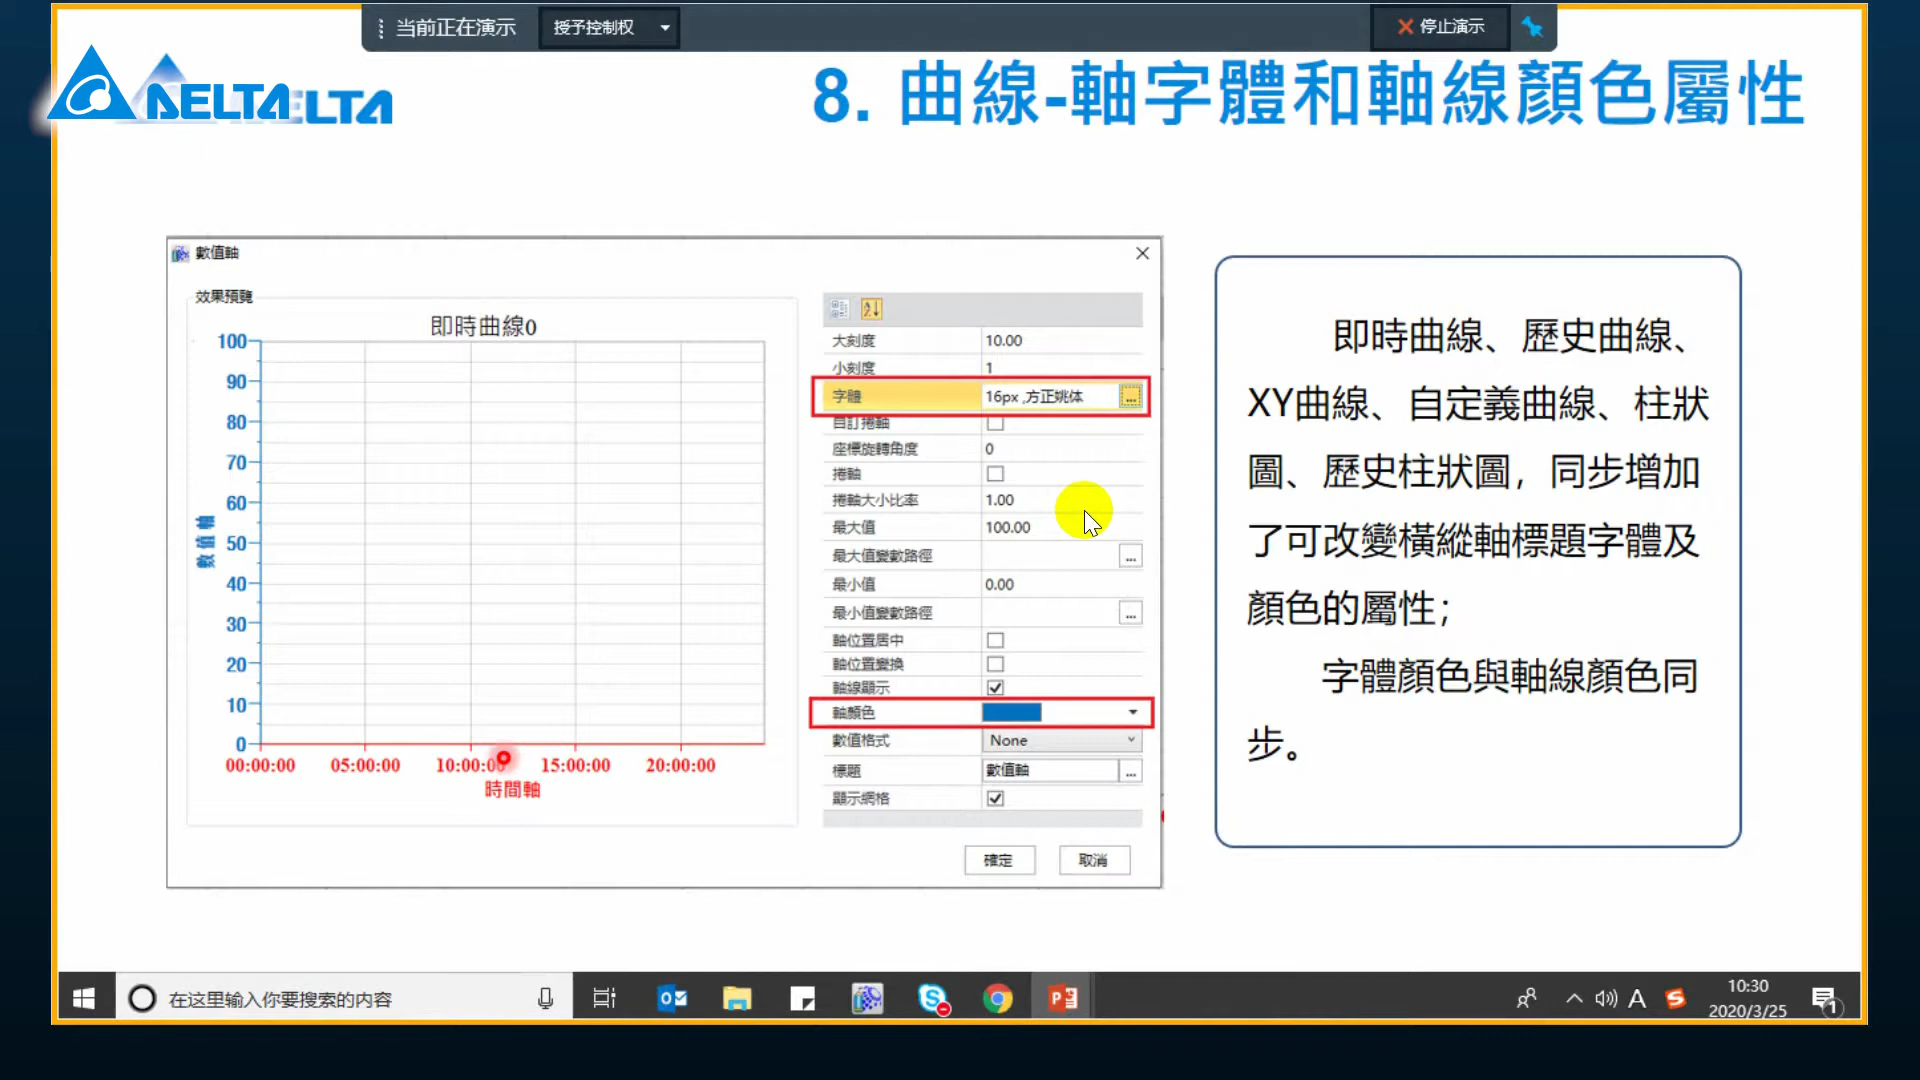 当前正在演示
授予控制权
停止演示
DELTA
8. 曲線-軸字體和軸線顏色屬性
數值軸
效果預覽
即時曲線0
100
90
80
70
60
50
40
30
20
10
0
數值軸
00:00:00
05:00:00
10:00:00
15:00:00
20:00:00
時間軸
大刻度 10.00
小刻度 1
字體 16px ,方正姚体 ...
自訂捲軸
座標旋轉角度 0
捲軸
捲軸大小比率 1.00
最大值 100.00
最大值變數路徑 ...
最小值 0.00
最小值變數路徑 ...
軸位置居中
軸位置變換
軸線顯示
軸顏色
數值格式 None
標題 數值軸 ...
顯示網格
確定
取消
即時曲線、歷史曲線、
XY曲線、自定義曲線、柱狀
圖、歷史柱狀圖，同步增加
了可改變橫縱軸標題字體及
顏色的屬性；
字體顏色與軸線顏色同
步。
在这里输入你要搜索的内容
A
10:30
2020/3/25
1